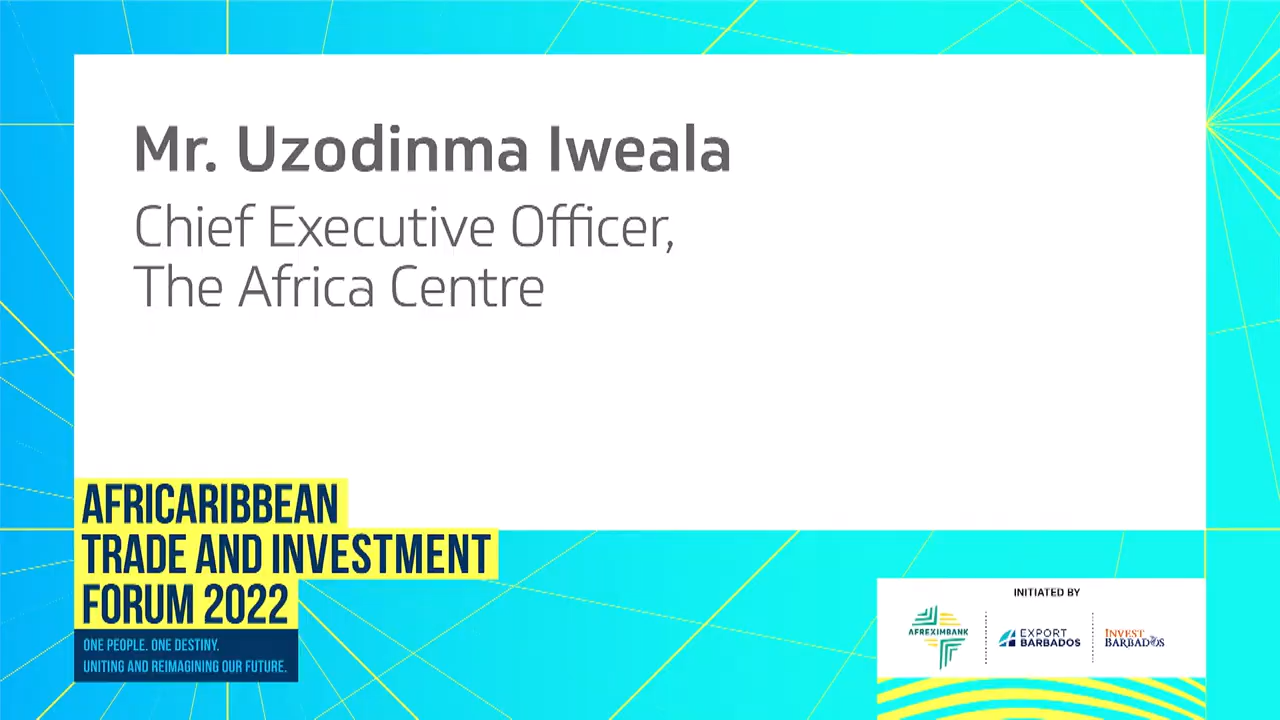 Mr. Uzodinma Iweala
Chief Executive Officer,
The Africa Centre
AFRICARIBBEAN
TRADE AND INVESTMENT
FORUM 2022
ONE PEOPLE. ONE DESTINY.
UNITING AND REIMAGINING OUR FUTURE.
INITIATED BY
AFREXIMBANK
EXPORT
BARBADOS
INVEST
BARBADOS